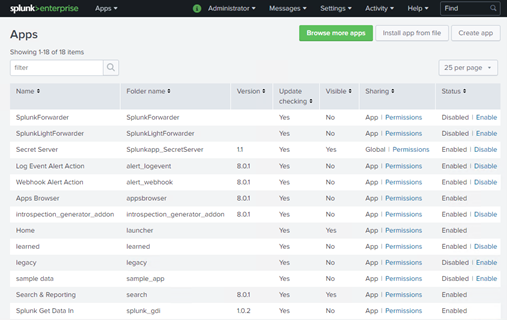 splunk>enterprise Apps ▾ i Administrator ▾ Messages ▾ Settings ▾ Activity ▾ Help ▾ Find
Apps
Browse more apps Install app from file Create app
Showing 1-18 of 18 items
filter 25 per page ▾
Name Folder name Version Update checking Visible Sharing Status
SplunkForwarder SplunkForwarder Yes No App | Permissions Disabled | Enable
SplunkLightForwarder SplunkLightForwarder Yes No App | Permissions Disabled | Enable
Secret Server Splunkapp_SecretServer 1.1 Yes Yes Global | Permissions Enabled | Disable
Log Event Alert Action alert_logevent 8.0.1 Yes No App | Permissions Enabled | Disable
Webhook Alert Action alert_webhook 8.0.1 Yes No App | Permissions Enabled | Disable
Apps Browser appsbrowser 8.0.1 Yes No App | Permissions Enabled
introspection_generator_addon introspection_generator_addon 8.0.1 Yes No App | Permissions Enabled | Disable
Home launcher Yes Yes App | Permissions Enabled
learned learned Yes No App | Permissions Enabled | Disable
legacy legacy Yes No App | Permissions Disabled | Enable
sample data sample_app Yes No App | Permissions Disabled | Enable
Search & Reporting search 8.0.1 Yes Yes App | Permissions Enabled
Splunk Get Data In splunk_gdi 1.0.2 Yes No App | Permissions Enabled